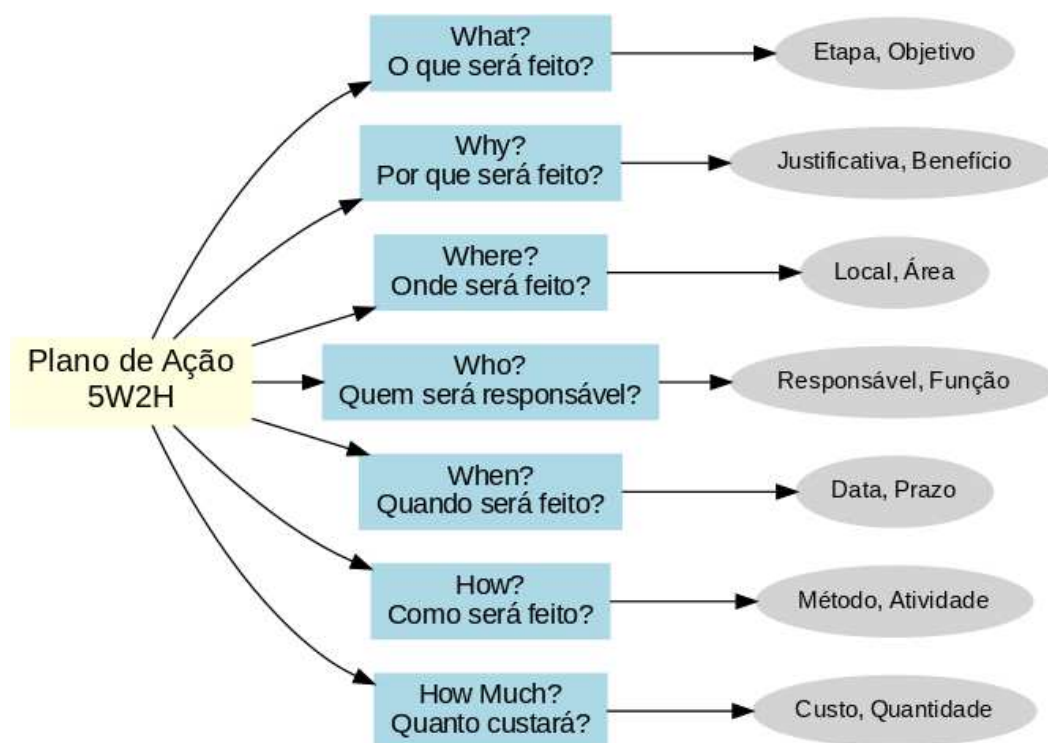 What?
O que será feito?
Etapa, Objetivo
Why?
Por que será feito?
Justificativa, Benefício
Where?
Onde será feito?
Local, Área
Plano de Ação
5W2H
Who?
Quem será responsável?
Responsável, Função
When?
Quando será feito?
Data, Prazo
How?
Como será feito?
Método, Atividade
How Much?
Quanto custará?
Custo, Quantidade